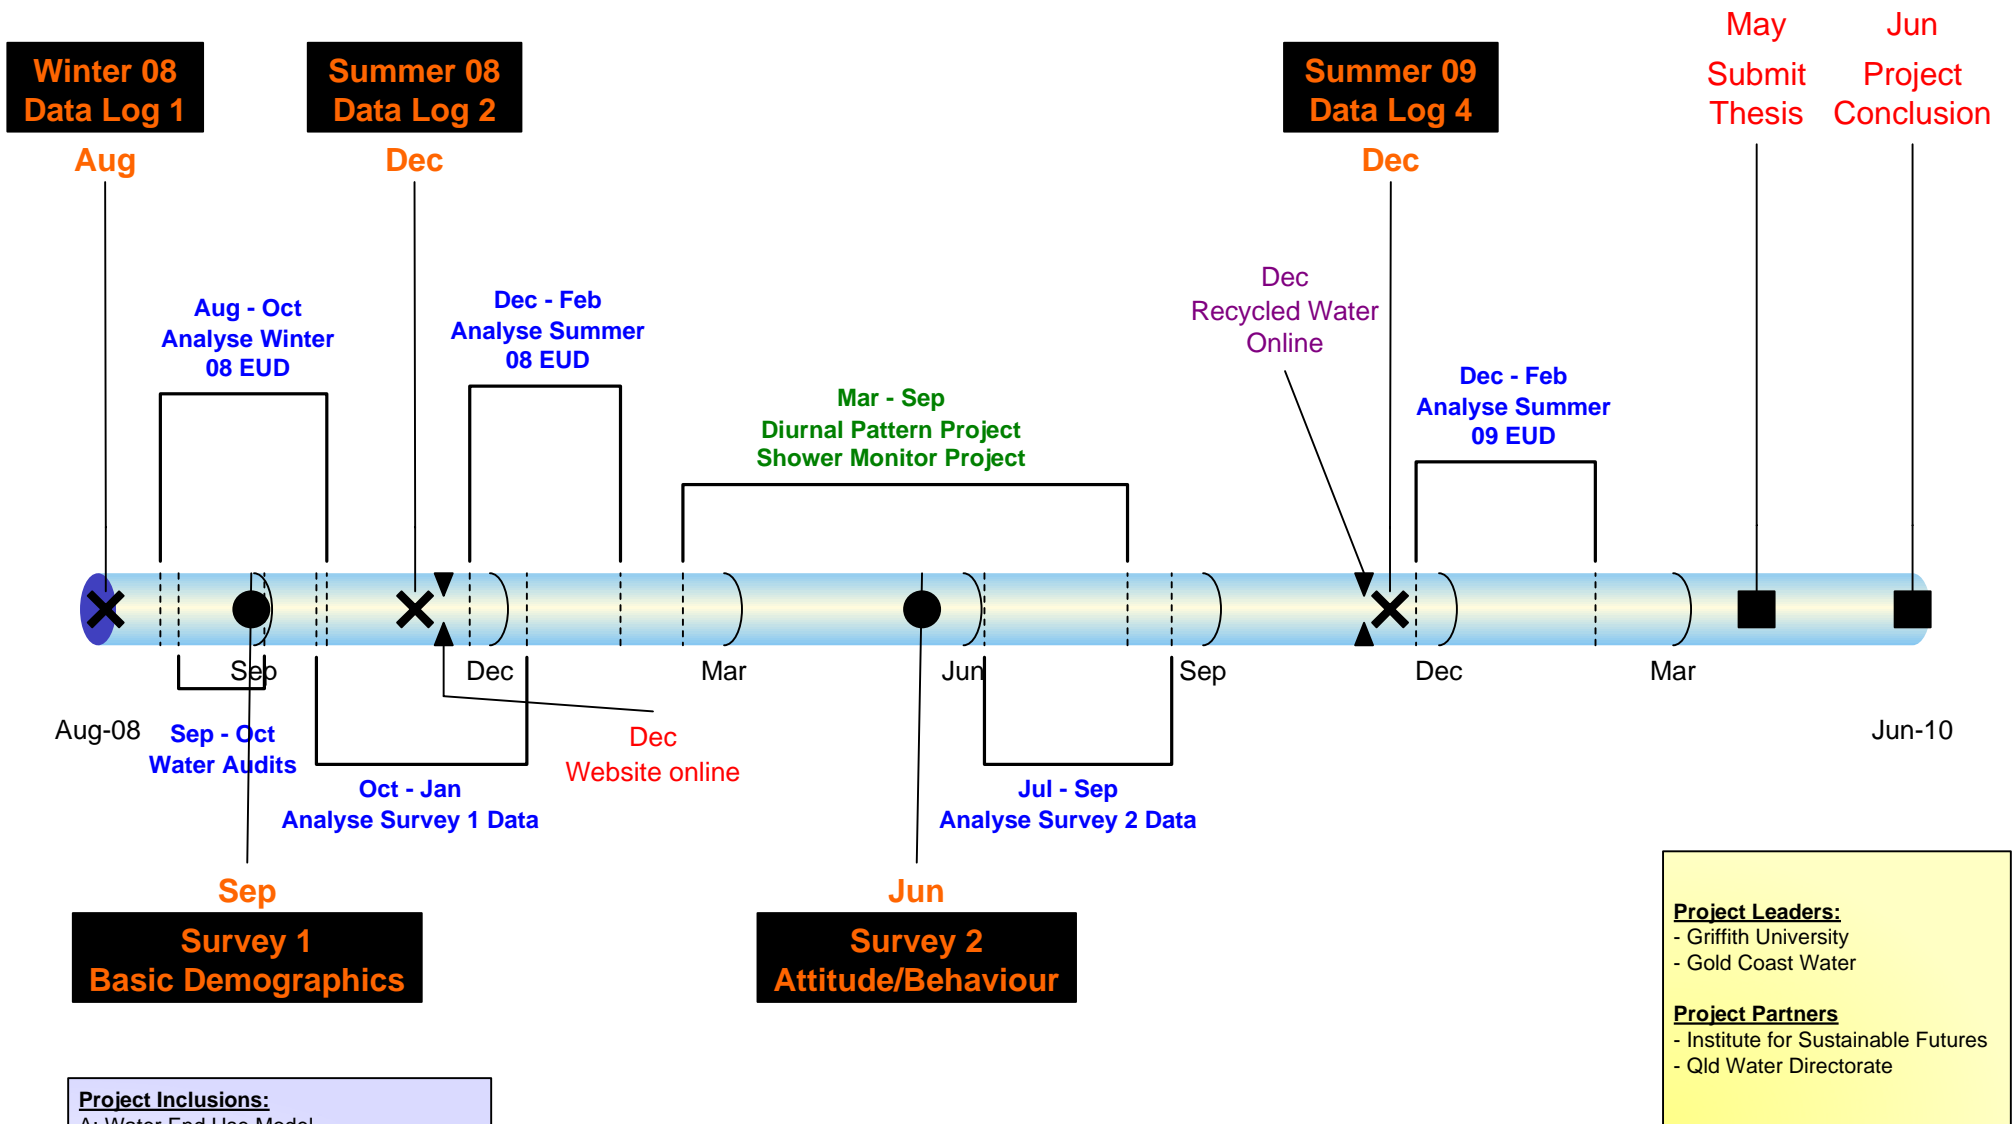 May
Jun
Winter 08
Data Log 1
Summer 08
Data Log 2
Summer 09
Data Log 4
Submit
Thesis
Project
Conclusion
Aug
Dec
Dec
Dec
Recycled Water
Online
Aug - Oct
Analyse Winter
08 EUD
Dec - Feb
Analyse Summer
08 EUD
Mar - Sep
Diurnal Pattern Project
Shower Monitor Project
Dec - Feb
Analyse Summer
09 EUD
Sep
Dec
Mar
Jun
Sep
Dec
Mar
Aug-08
Jun-10
Sep - Oct
Water Audits
Dec
Website online
Oct - Jan
Analyse Survey 1 Data
Jul - Sep
Analyse Survey 2 Data
Sep
Survey 1
Basic Demographics
Jun
Survey 2
Attitude/Behaviour
Project Leaders:
- Griffith University
- Gold Coast Water
Project Partners
- Institute for Sustainable Futures
- Qld Water Directorate
Project Inclusions:
A: Water End Use Model